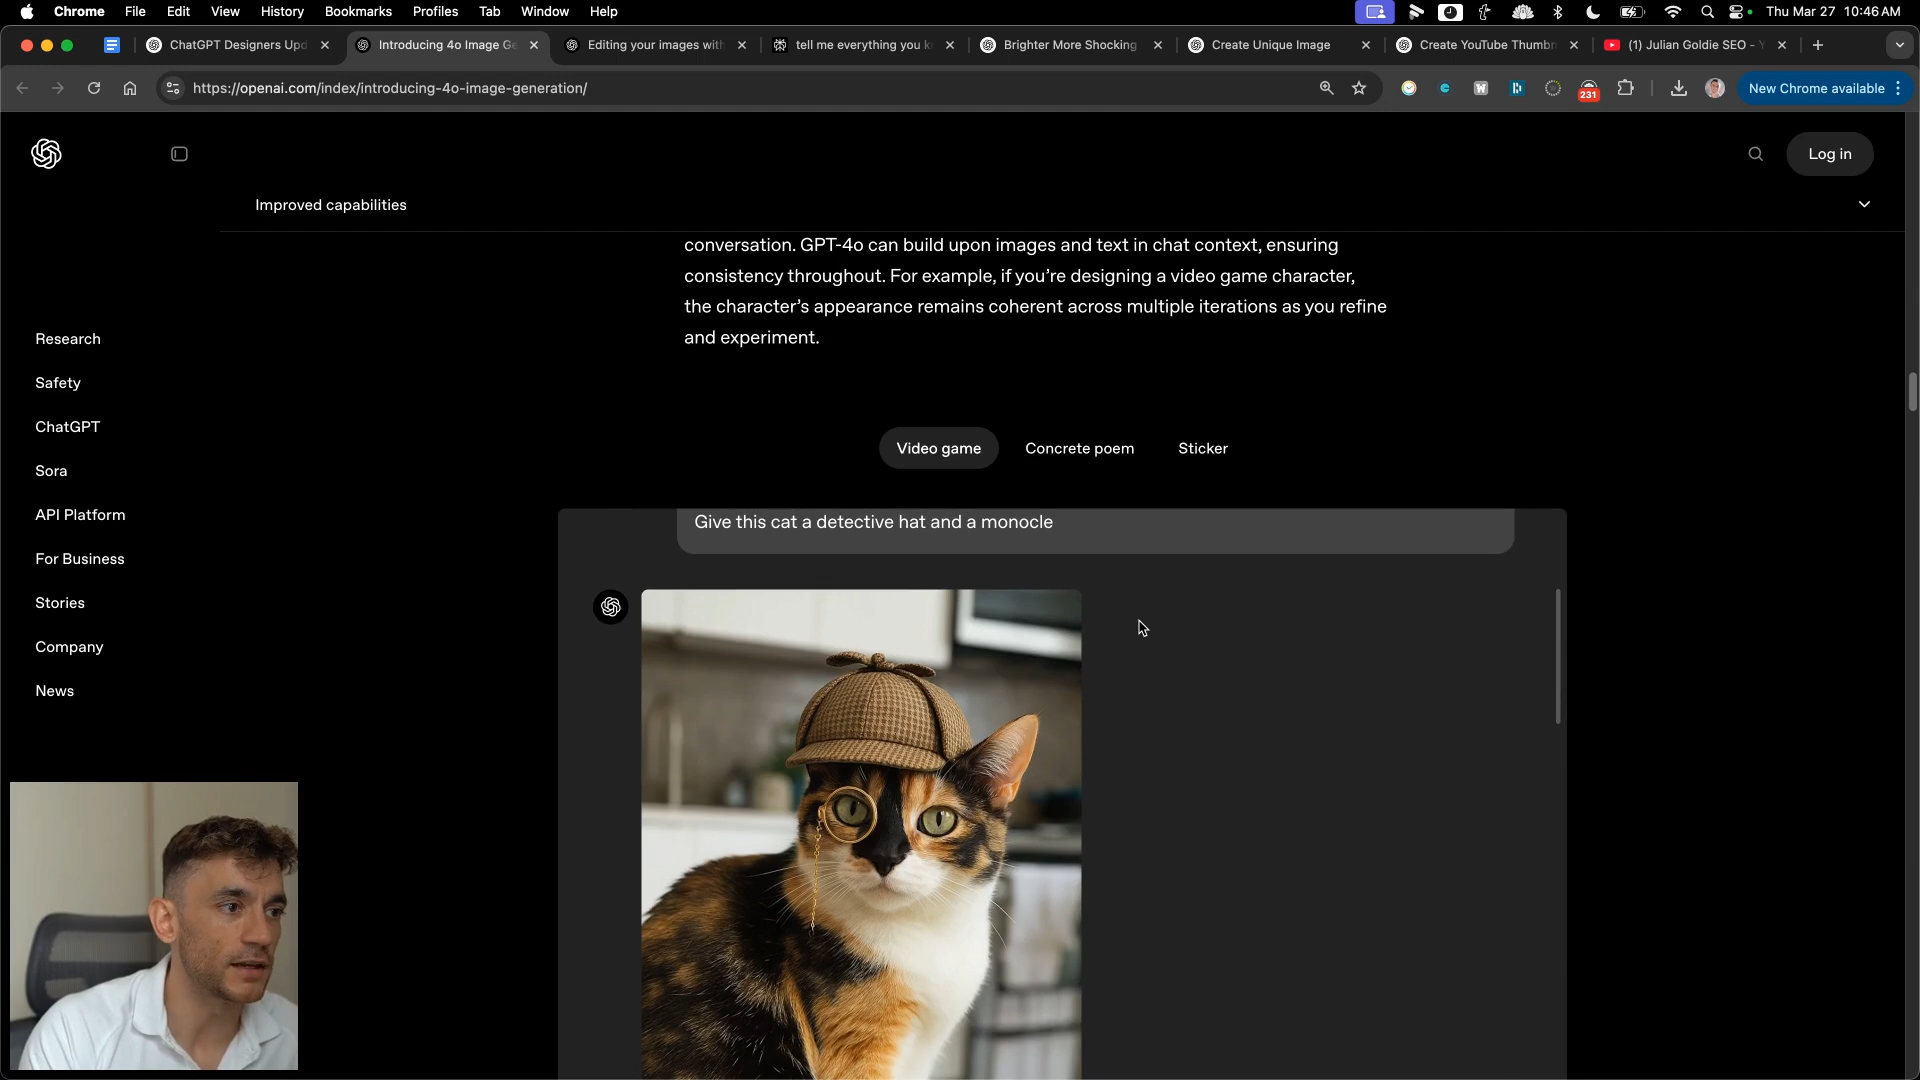 Chrome File Edit View History Bookmarks Profiles Tab Window Help Thu Mar 27 10:46 AM
ChatGPT Designers Upd Introducing 4o Image Ge Editing your images with tell me everything you k Brighter More Shocking Create Unique Image Create YouTube Thumbn (1) Julian Goldie SEO - Y
https://openai.com/index/introducing-4o-image-generation/ 231 New Chrome available
Log in
Improved capabilities
conversation. GPT-4o can build upon images and text in chat context, ensuring
consistency throughout. For example, if you’re designing a video game character,
the character’s appearance remains coherent across multiple iterations as you refine
and experiment.
Research
Safety
ChatGPT
Sora
API Platform
For Business
Stories
Company
News
Video game Concrete poem Sticker
Give this cat a detective hat and a monocle